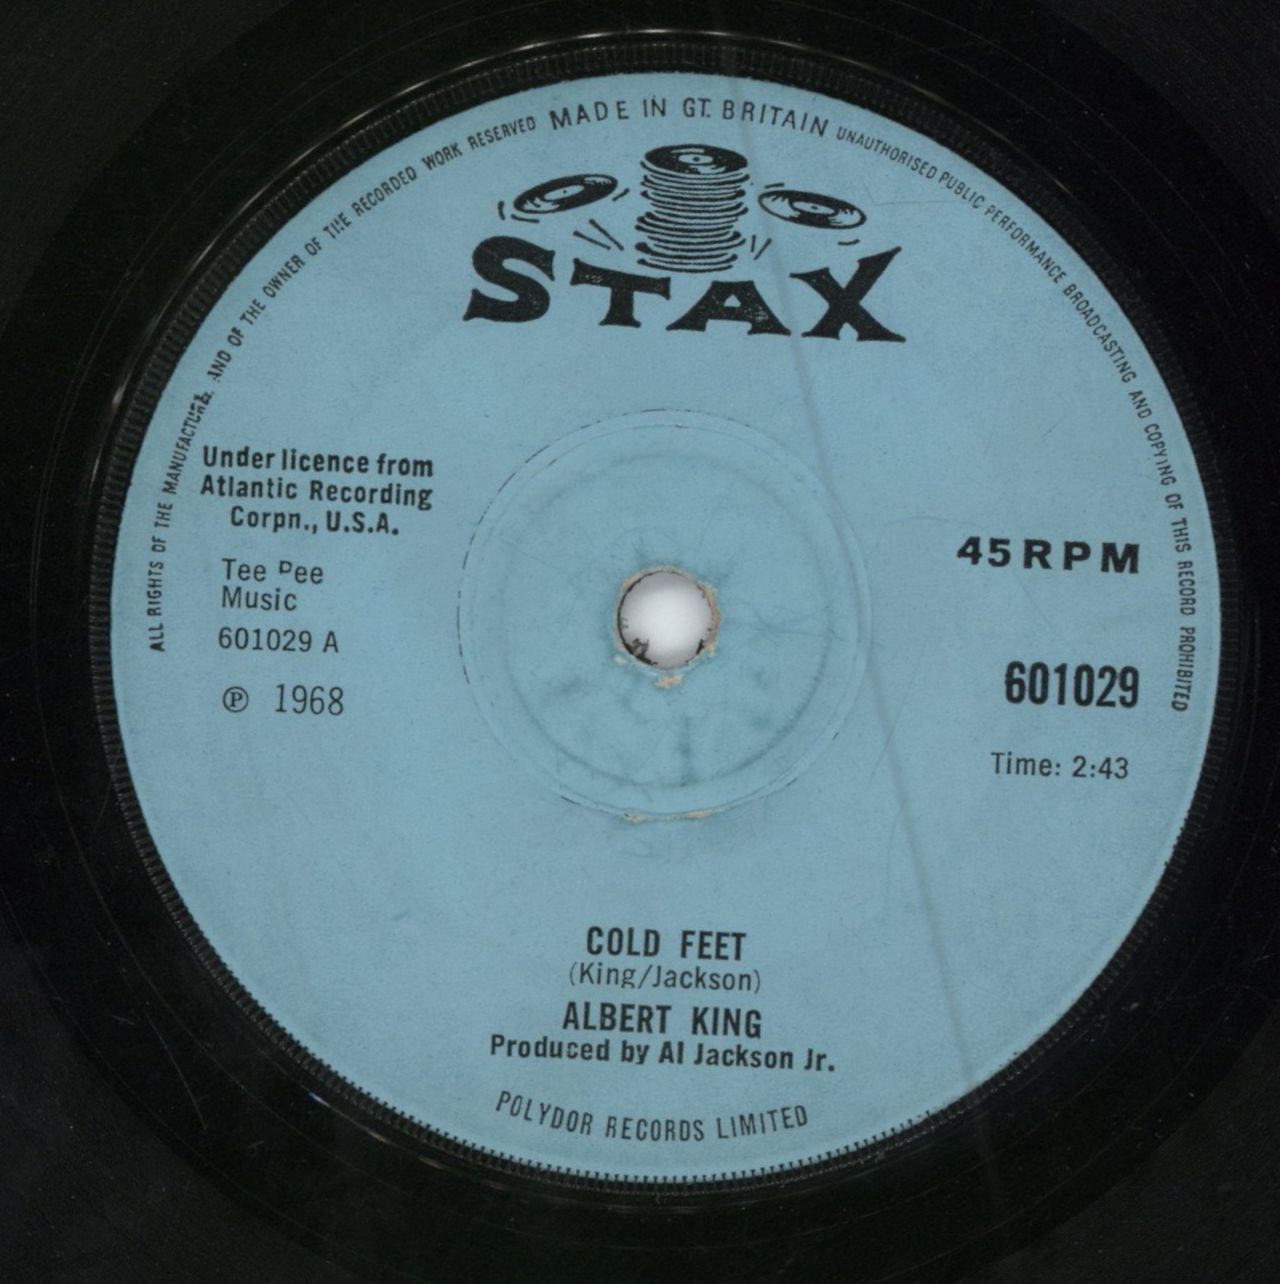 ALL RIGHTS OF THE MANUFACTURER AND OF THE OWNER OF THE RECORDED WORK RESERVED MADE IN GT. BRITAIN UNAUTHORISED PUBLIC PERFORMANCE BROADCASTING AND COPYING OF THIS RECORD PROHIBITED
STAX
Under licence from
Atlantic Recording
Corpn., U.S.A.
Tee Pee
Music
601029 A
℗ 1968
45 RPM
601029
Time: 2:43
COLD FEET
(King/Jackson)
ALBERT KING
Produced by Al Jackson Jr.
POLYDOR RECORDS LIMITED